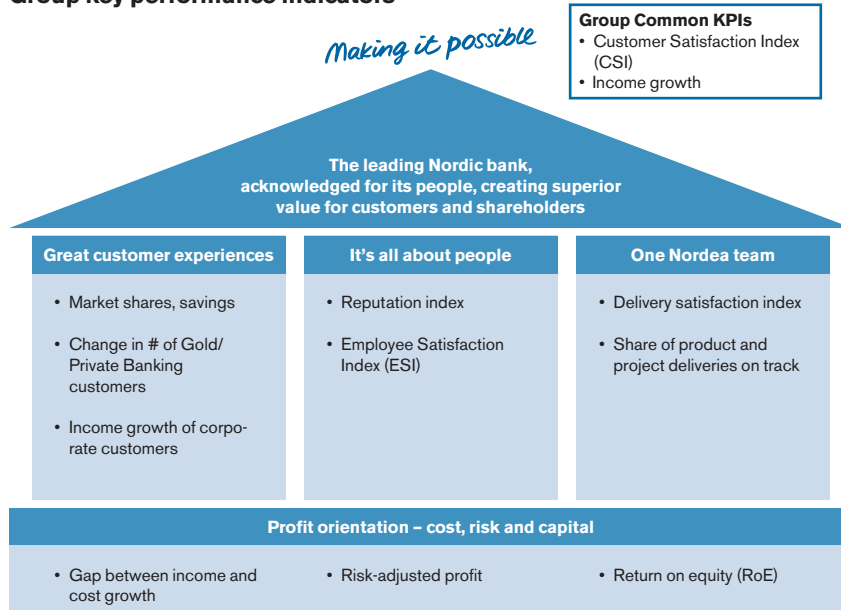 Group key performance indicators
Group Common KPIs
• Customer Satisfaction Index
(CSI)
• Income growth
Making it possible
The leading Nordic bank,
acknowledged for its people, creating superior
value for customers and shareholders
Great customer experiences
• Market shares, savings
• Change in # of Gold/
Private Banking
customers
• Income growth of corpo-
rate customers
It's all about people
• Reputation index
• Employee Satisfaction
Index (ESI)
One Nordea team
• Delivery satisfaction index
• Share of product and
project deliveries on track
Profit orientation – cost, risk and capital
• Gap between income and
cost growth
• Risk-adjusted profit
• Return on equity (RoE)